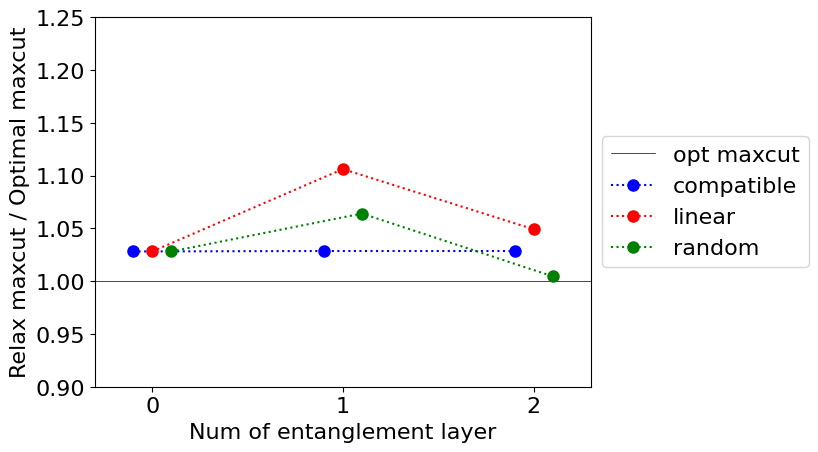 Relax maxcut / Optimal maxcut
1.25
1.20
1.15
1.10
1.05
1.00
0.95
0.90
0 1 2
Num of entanglement layer
opt maxcut
compatible
linear
random